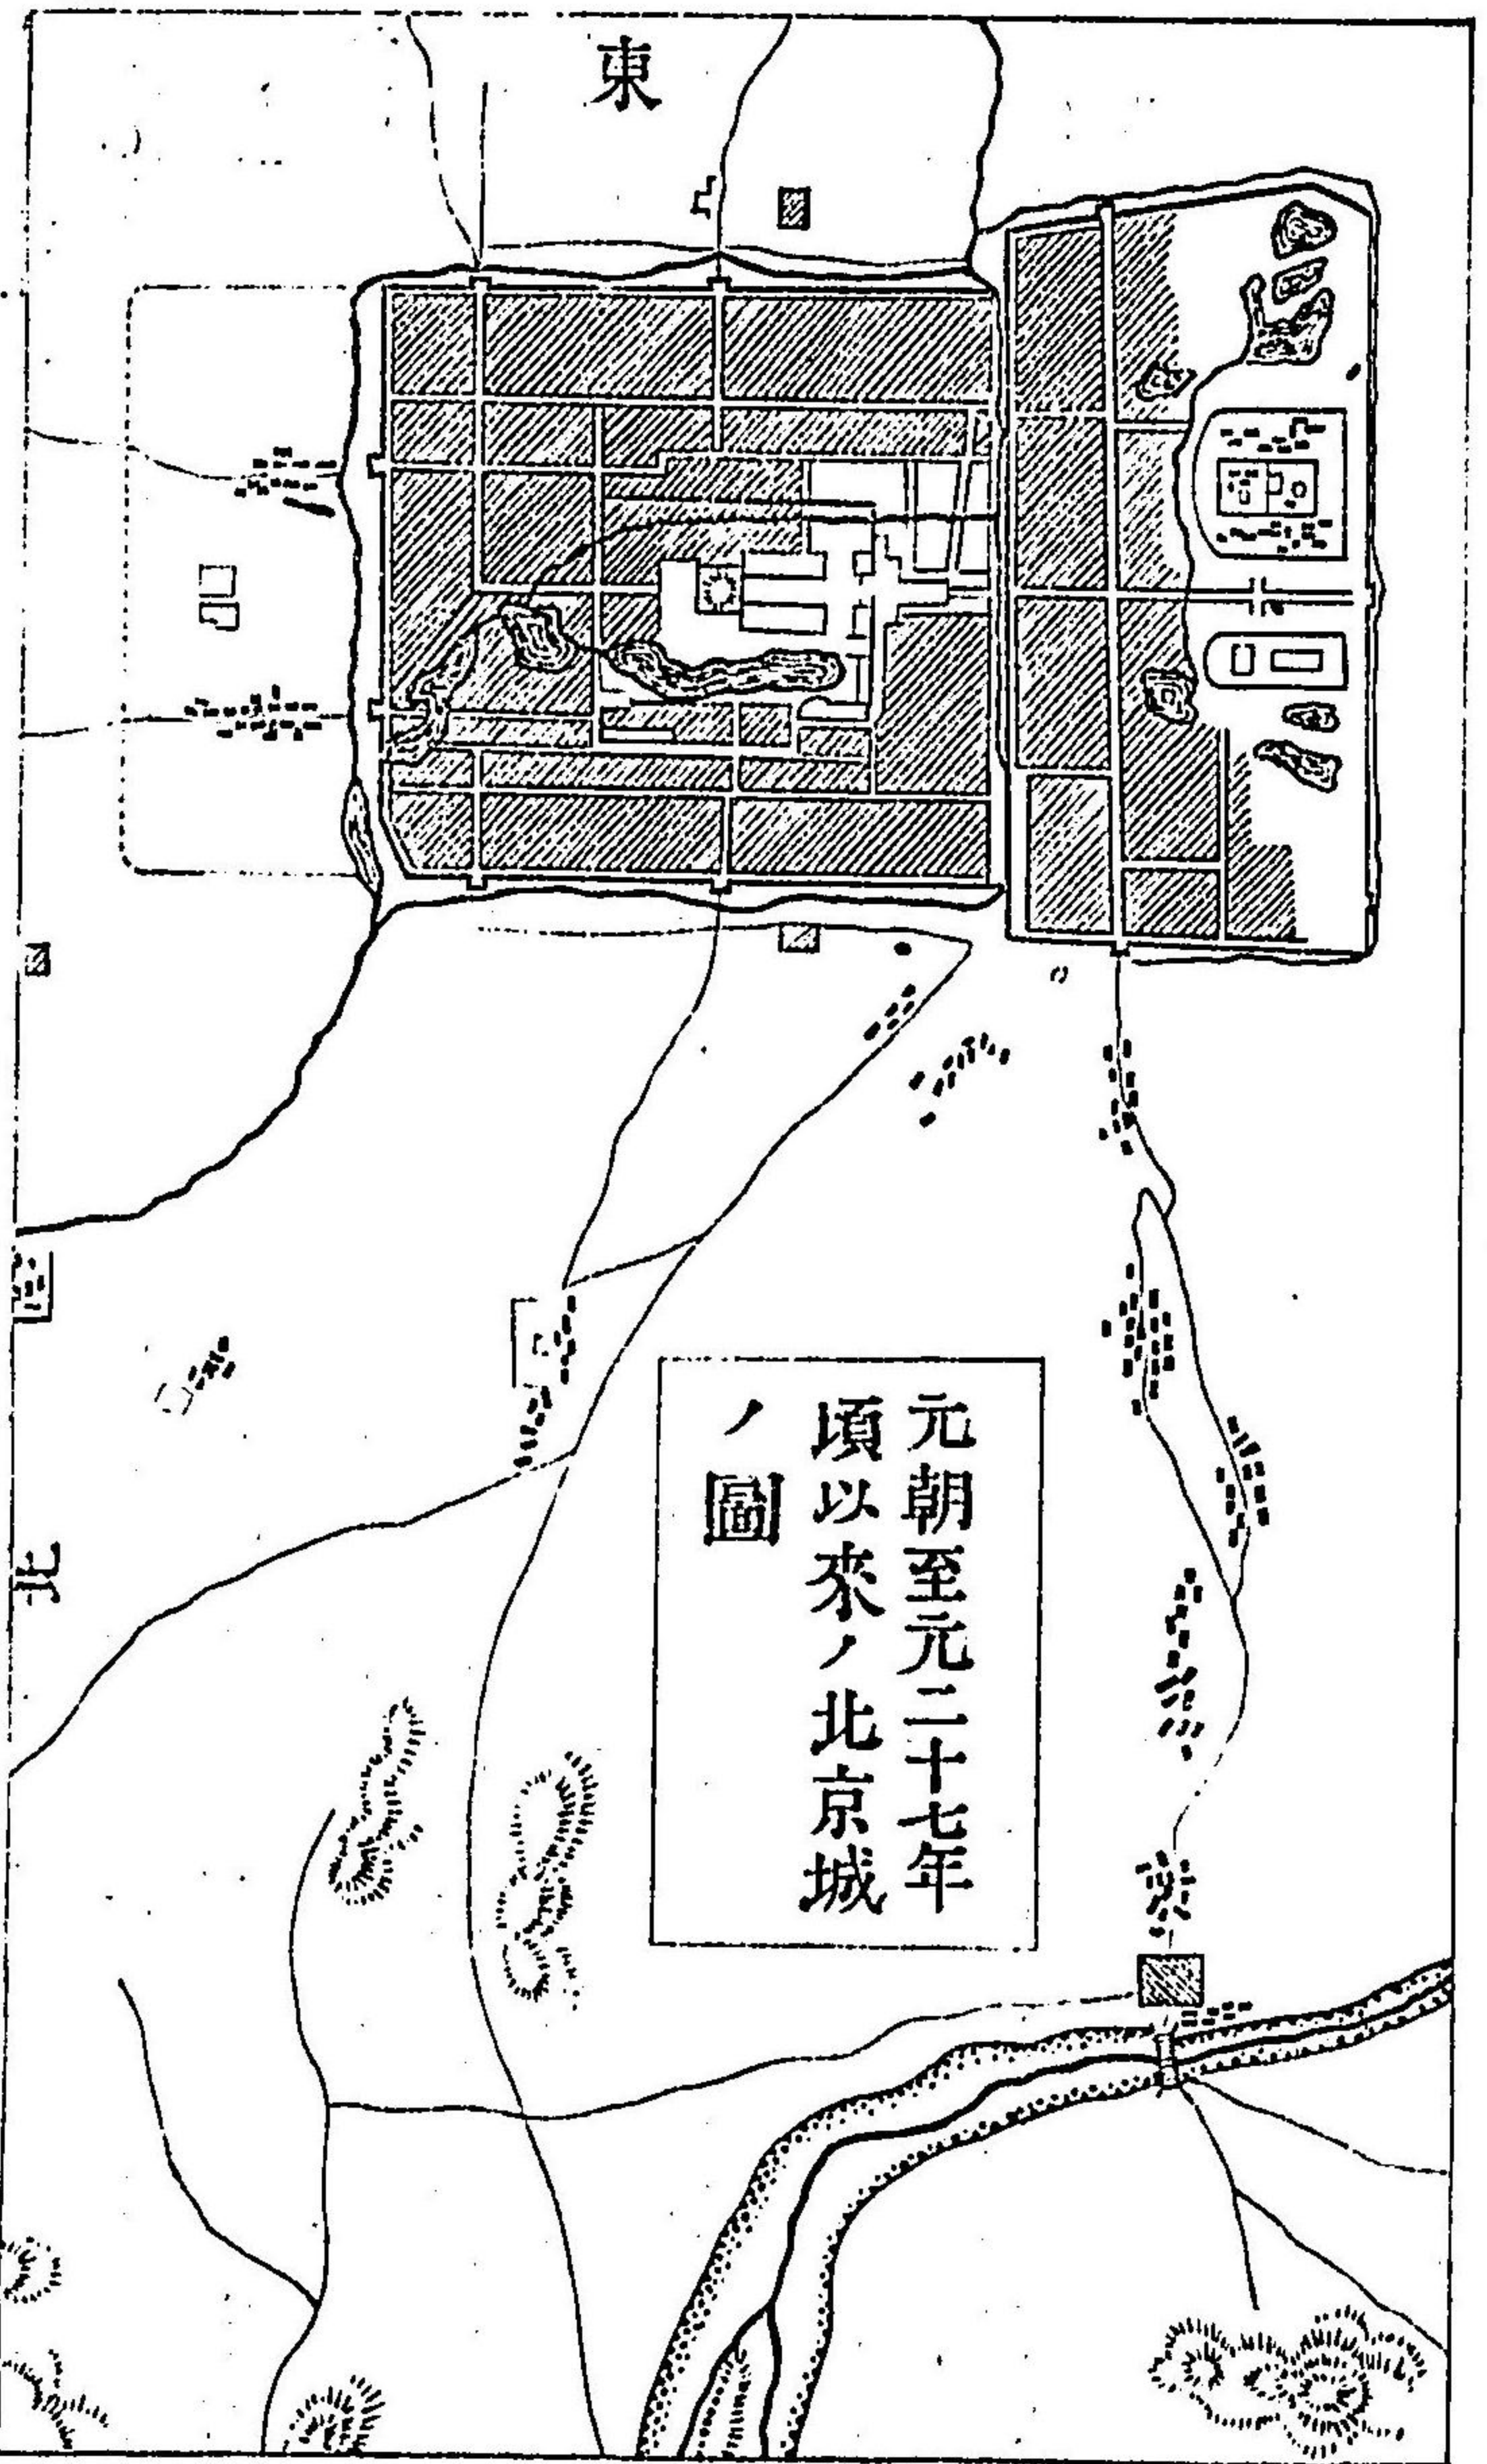 東
北
元朝至元二十七年
頃以來ノ北京城
ノ圖